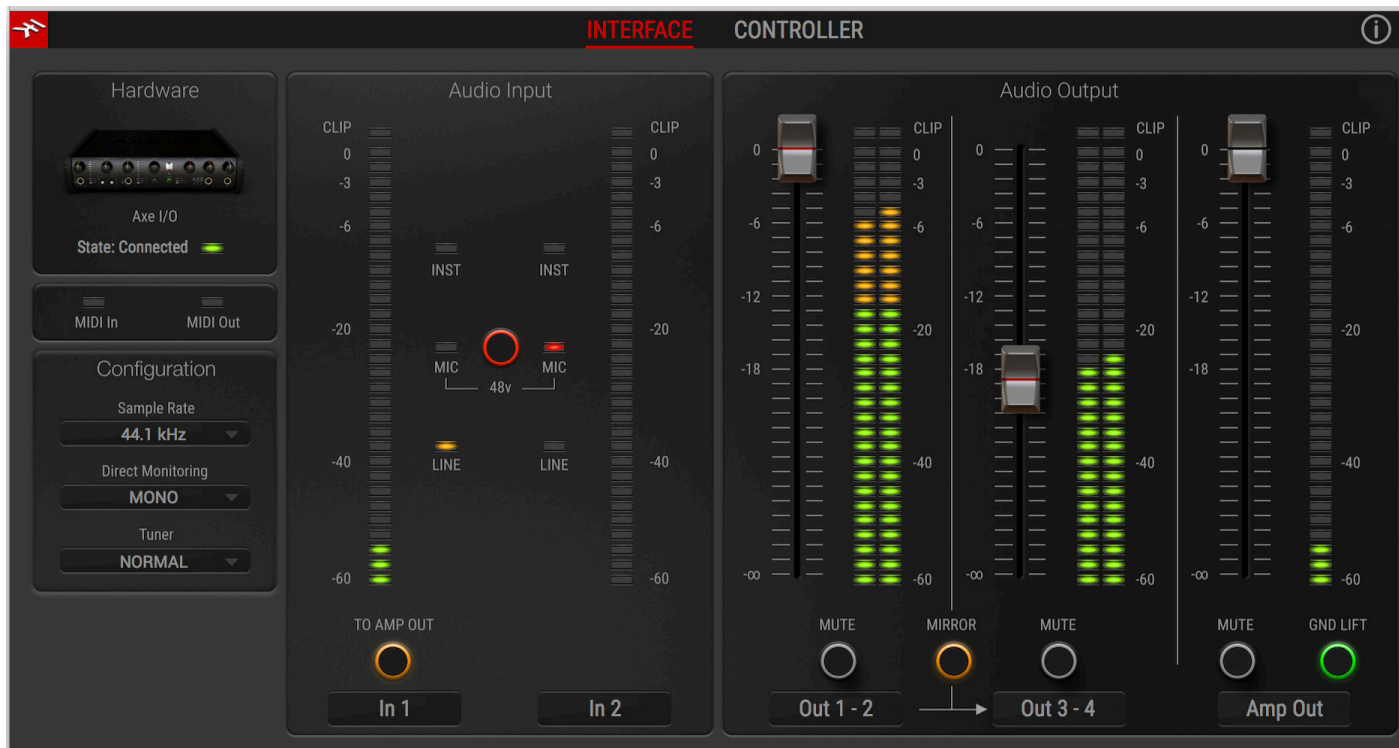 INTERFACE CONTROLLER
Hardware
Axe I/O
State: Connected
MIDI In MIDI Out
Configuration
Sample Rate
44.1 kHz
Direct Monitoring
MONO
Tuner
NORMAL
Audio Input
CLIP CLIP
0 0
-3 -3
-6 -6
INST INST
-20 -20
MIC MIC
48v
LINE LINE
-40 -40
-60 -60
TO AMP OUT
In 1 In 2
Audio Output
CLIP CLIP CLIP
0 0 0 0 0 0
-3 -3 -3
-6 -6 -6 -6 -6 -6
-12 -12 -12
-20 -20 -20
-18 -18 -18
-40 -40 -40
-∞ -60 -∞ -60 -∞ -60
MUTE MIRROR MUTE MUTE GND LIFT
Out 1 - 2 Out 3 - 4 Amp Out